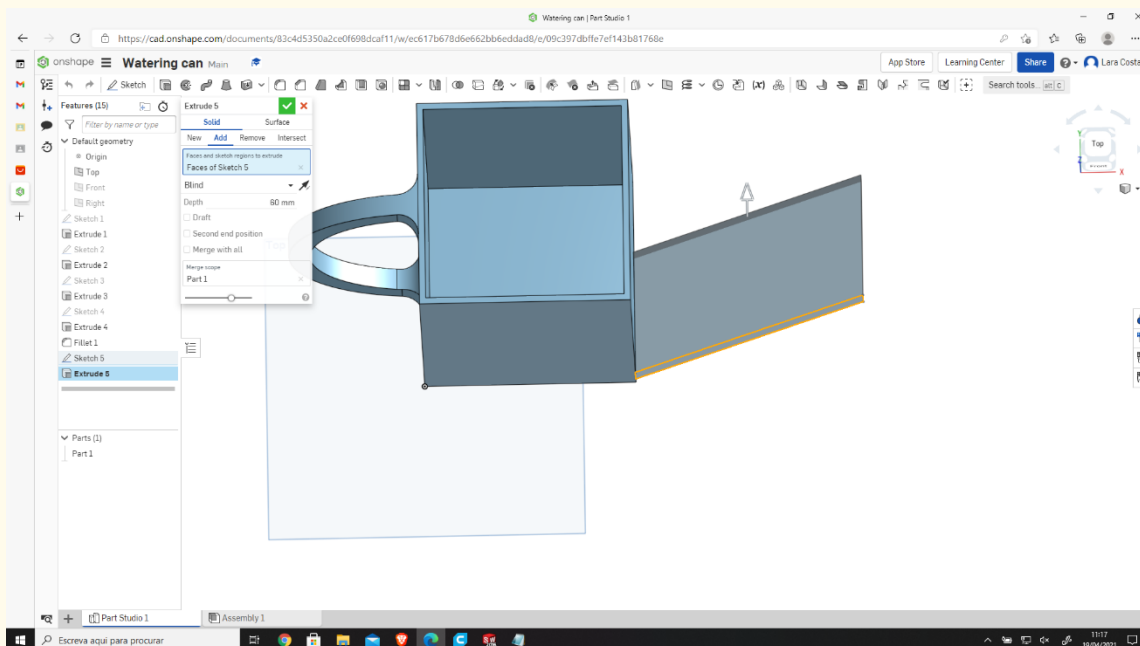 Watering can | Part Studio 1
https://cad.onshape.com/documents/83c4d5350a2ce0f698dcaf11/w/ec617b678d6e662bb6eddad8/e/09c397dbffe7ef143b81768e
onshape Watering can Main App Store Learning Center Share Lara Costa
Sketch Search tools... alt C
Features (15)
Filter by name or type
Default geometry
Origin
Top
Front
Right
Sketch 1
Extrude 1
Sketch 2
Extrude 2
Sketch 3
Extrude 3
Sketch 4
Extrude 4
Fillet 1
Sketch 5
Extrude 5
Parts (1)
Part 1
Extrude 5
Solid Surface
New Add Remove Intersect
Faces and sketch regions to extrude
Faces of Sketch 5
Blind
Depth 60 mm
Draft
Second end position
Merge with all
Merge scope
Part 1
Top
Y
Z
X
Part Studio 1 Assembly 1
Escreva aqui para procurar
11:17
19/04/2021